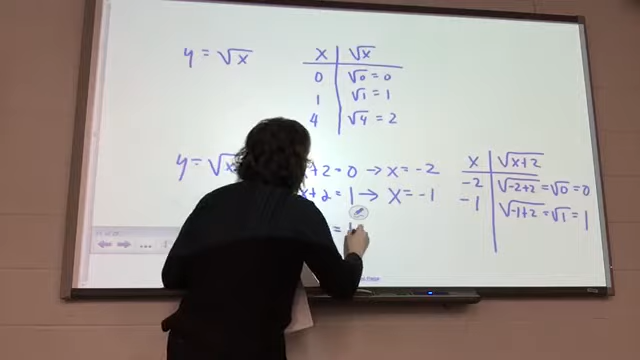 y = √x
x | √x
0 | √0 = 0
1 | √1 = 1
4 | √4 = 2
y = √x
+2 = 0 → x = -2
x+2 = 1 → x = -1
=
x | √x+2
-2 | √-2+2 = √0 = 0
-1 | √-1+2 = √1 = 1